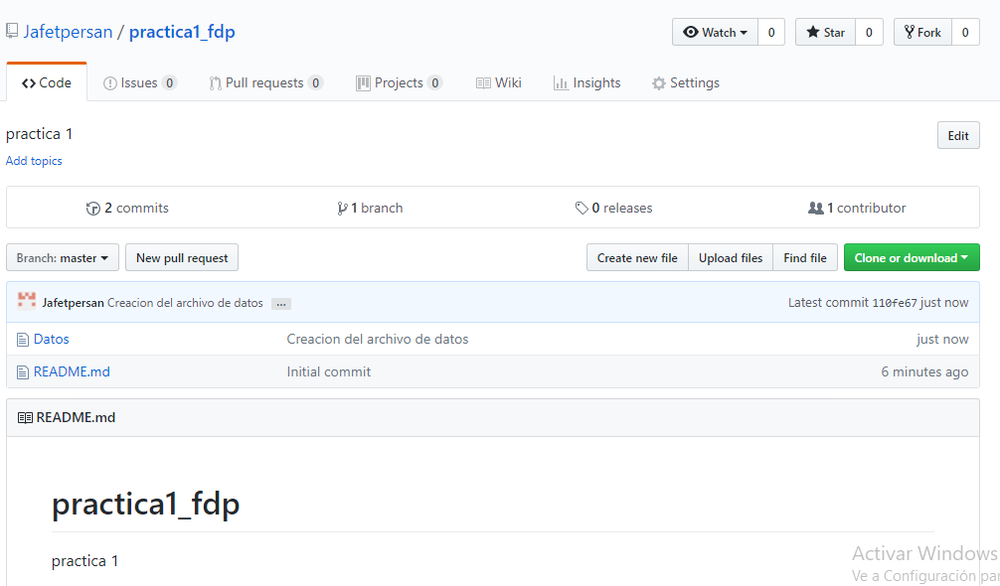 Jafetpersan / practica1_fdp
Watch 0 Star 0 Fork 0
Code Issues 0 Pull requests 0 Projects 0 Wiki Insights Settings
practica 1
Edit
Add topics
2 commits 1 branch 0 releases 1 contributor
Branch: master New pull request Create new file Upload files Find file Clone or download
Jafetpersan Creacion del archivo de datos ... Latest commit 110fe67 just now
Datos Creacion del archivo de datos just now
README.md Initial commit 6 minutes ago
README.md
practica1_fdp
practica 1
Activar Windows
Ve a Configuración par